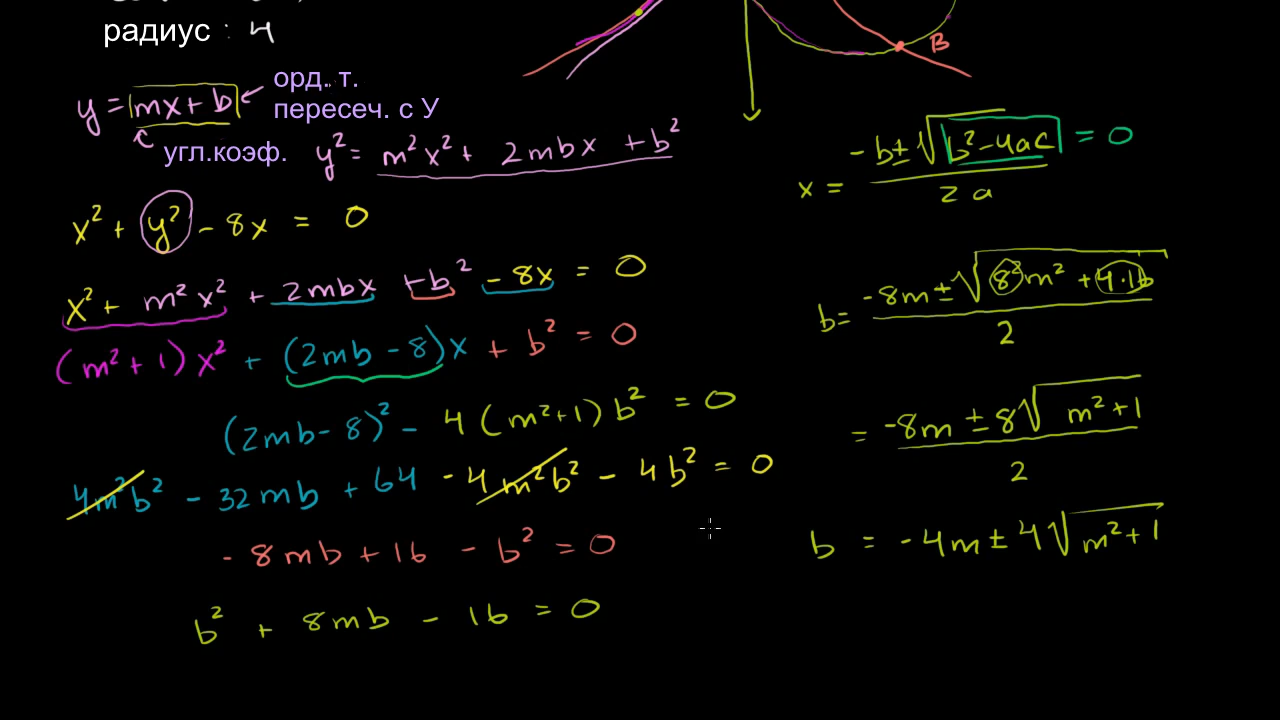 радиус : 4
B
y = mx + b
орд. т.
пересеч. с У
угл.коэф.
y² = m²x² + 2mbx + b²
x² + y² - 8x = 0
x² + m²x² + 2mbx + b² - 8x = 0
(m² + 1)x² + (2mb - 8)x + b² = 0
(2mb - 8)² - 4(m²+1)b² = 0
4m²b² - 32mb + 64 - 4m²b² - 4b² = 0
- 8mb + 16 - b² = 0
b² + 8mb - 16 = 0
x = (-b ± √(b² - 4ac))/(2a) = 0
b = (-8m ± √(8²m² + 4·16))/2
= (-8m ± 8√(m²+1))/2
b = -4m ± 4√(m²+1)